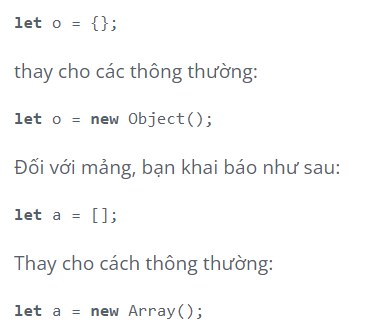 let o = {};
thay cho các thông thường:
let o = new Object();
Đối với mảng, bạn khai báo như sau:
let a = [];
Thay cho cách thông thường:
let a = new Array();